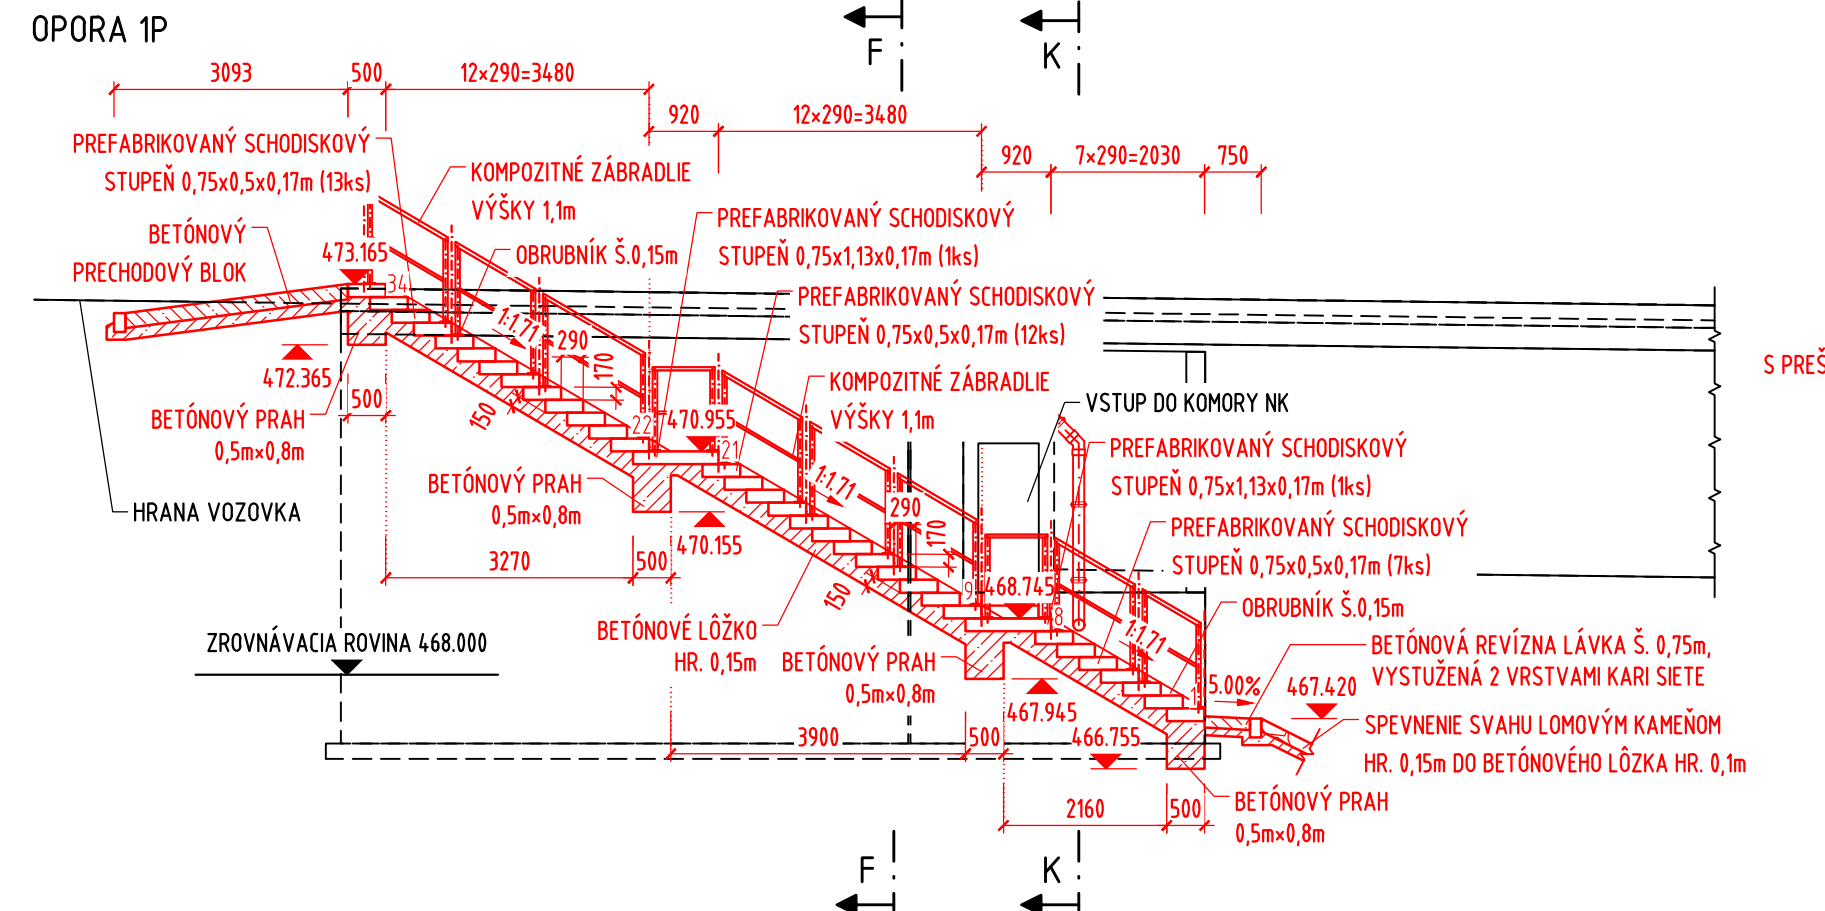 OPORA 1P
F
K
3093
500
12×290=3480
920
12×290=3480
920
7×290=2030
750
PREFABRIKOVANÝ SCHODISKOVÝ
STUPEŇ 0,75x0,5x0,17m (13ks)
KOMPOZITNÉ ZÁBRADLIE
VÝŠKY 1,1m
BETÓNOVÝ
PRECHODOVÝ BLOK
473.165
34
OBRUBNÍK Š.0,15m
PREFABRIKOVANÝ SCHODISKOVÝ
STUPEŇ 0,75x1,13x0,17m (1ks)
PREFABRIKOVANÝ SCHODISKOVÝ
STUPEŇ 0,75x0,5x0,17m (12ks)
1:1.71
290
170
150
472.365
500
BETÓNOVÝ PRAH
0,5m×0,8m
HRANA VOZOVKA
KOMPOZITNÉ ZÁBRADLIE
VÝŠKY 1,1m
22
470.955
21
S PREŠ
VSTUP DO KOMORY NK
PREFABRIKOVANÝ SCHODISKOVÝ
STUPEŇ 0,75x1,13x0,17m (1ks)
BETÓNOVÝ PRAH
0,5m×0,8m
470.155
1:1.71
290
170
150
3270
500
PREFABRIKOVANÝ SCHODISKOVÝ
STUPEŇ 0,75x0,5x0,17m (7ks)
9
468.745
8
OBRUBNÍK Š.0,15m
BETÓNOVÉ LÔŽKO
HR. 0,15m
BETÓNOVÝ PRAH
0,5m×0,8m
1:1.71
ZROVNÁVACIA ROVINA 468.000
BETÓNOVÁ REVÍZNA LÁVKA Š. 0,75m,
VYSTUŽENÁ 2 VRSTVAMI KARI SIETE
1
5.00%
467.420
467.945
SPEVNENIE SVAHU LOMOVÝM KAMEŇOM
HR. 0,15m DO BETÓNOVÉHO LÔZKA HR. 0,1m
3900
500
466.755
2160
500
BETÓNOVÝ PRAH
0,5m×0,8m
F
K